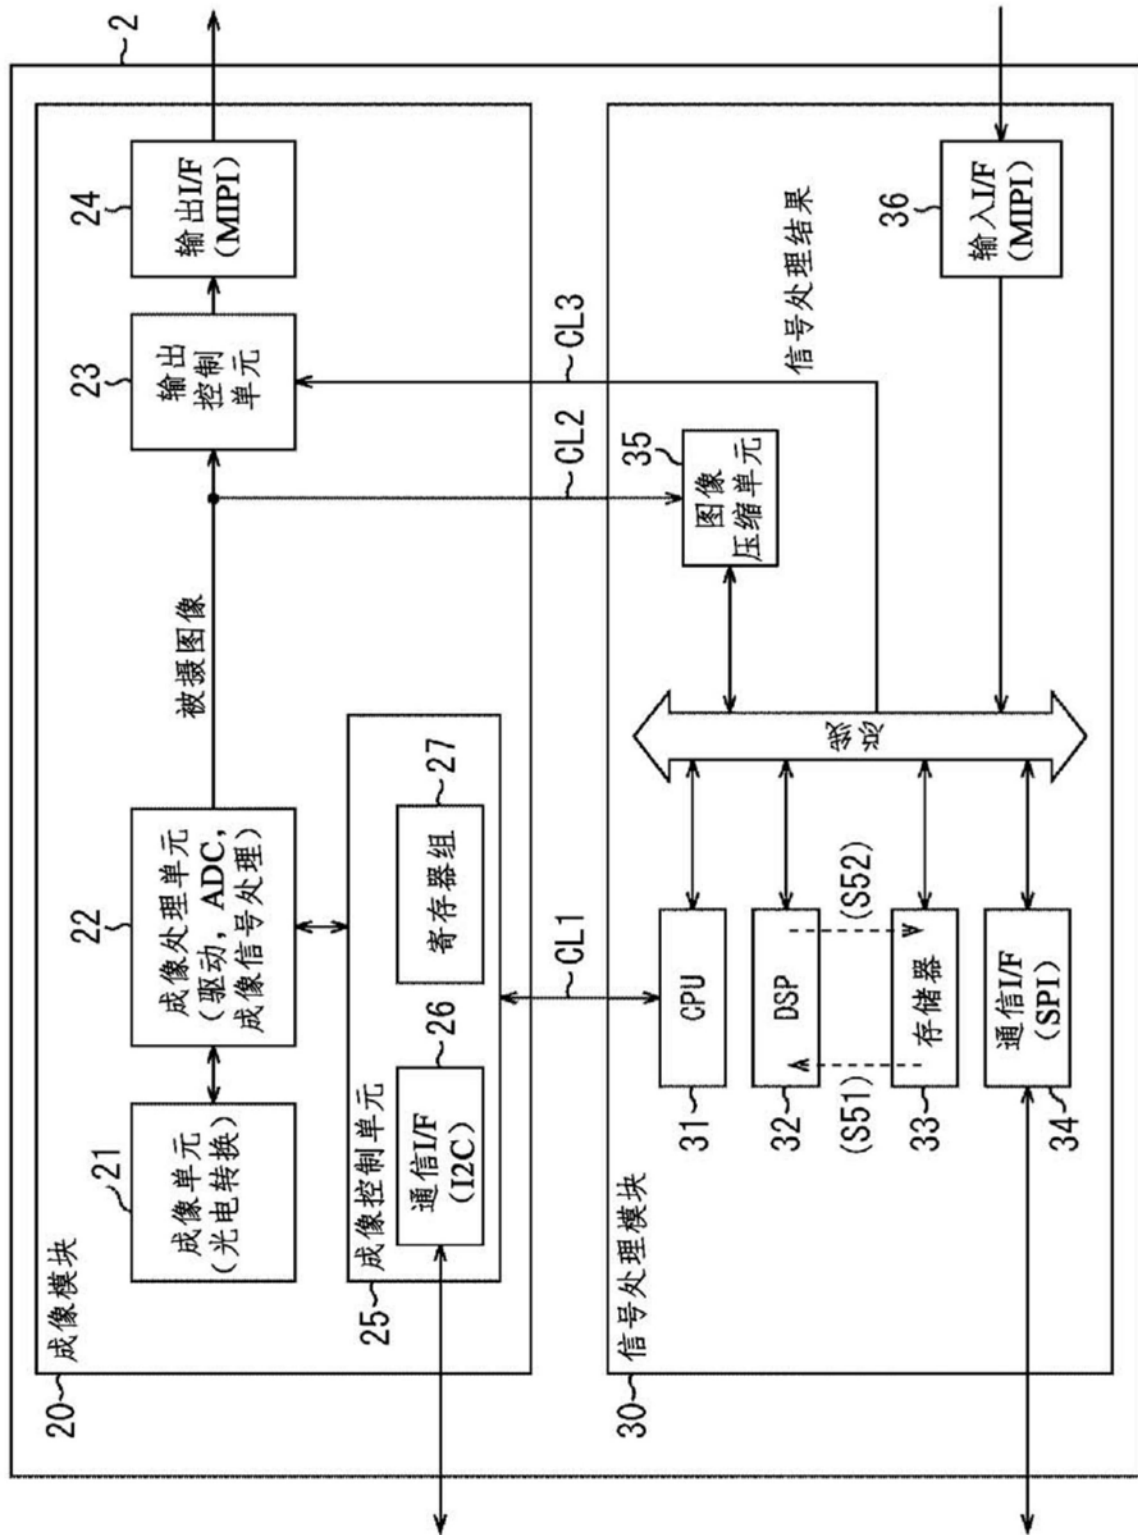 2
20
成像模块
21
成像单元
(光电转换)
22
成像处理单元
(驱动, ADC,
成像信号处理)
被摄图像
23
输出
控制
单元
24
输出I/F
(MIPI)
25
成像控制单元
26
通信I/F
(I2C)
27
寄存器组
CL1
CL2
CL3
30
信号处理模块
31
CPU
32
DSP
(S51)
(S52)
33
存储器
34
通信I/F
(SPI)
总线
35
图像
压缩单元
信号处理结果
36
输入I/F
(MIPI)